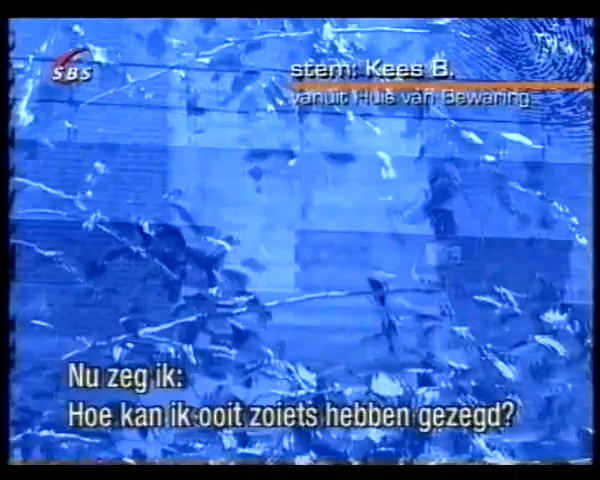 SBS
stem: Kees B.
vanuit Huis van Bewaring
Nu zeg ik:
Hoe kan ik ooit zoiets hebben gezegd?